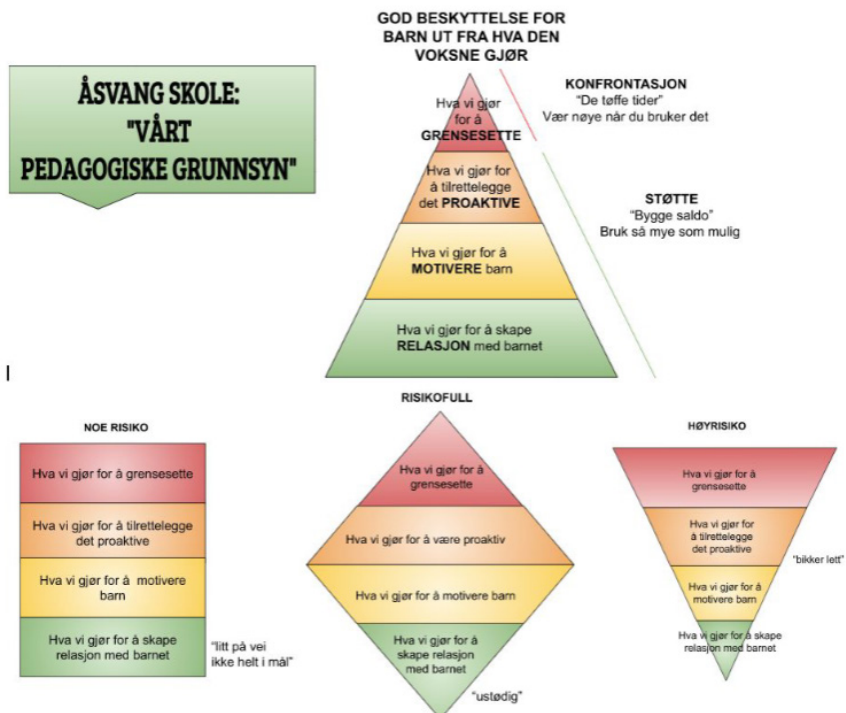 ÅSVANG SKOLE:
"VÅRT
PEDAGOGISKE GRUNNSYN"
GOD BESKYTTELSE FOR
BARN UT FRA HVA DEN
VOKSNE GJØR
Hva vi gjør
for å
GRENSESETTE
Hva vi gjør for
å tilrettelegge
det PROAKTIVE
Hva vi gjør for å
MOTIVERE barn
Hva vi gjør for å skape
RELASJON med barnet
KONFRONTASJON
"De tøffe tider"
Vær nøye når du bruker det
STØTTE
"Bygge saldo"
Bruk så mye som mulig
NOE RISIKO
Hva vi gjør for å grensesette
Hva vi gjør for å tilrettelegge
det proaktive
Hva vi gjør for å motivere
barn
Hva vi gjør for å skape
relasjon med barnet
"litt på vei
ikke helt i mål"
RISIKOFULL
Hva vi gjør for å
grensesette
Hva vi gjør for å være proaktiv
Hva vi gjør for å motivere barn
Hva vi gjør for å
skape relasjon
med barnet
"ustødig"
HØYRISIKO
Hva vi gjør for å
grensesette
Hva vi gjør for
å tilrettelegge
det proaktive
Hva vi gjør for å
motivere barn
Hva vi gjør for å skape
relasjon med barnet
"bikker lett"